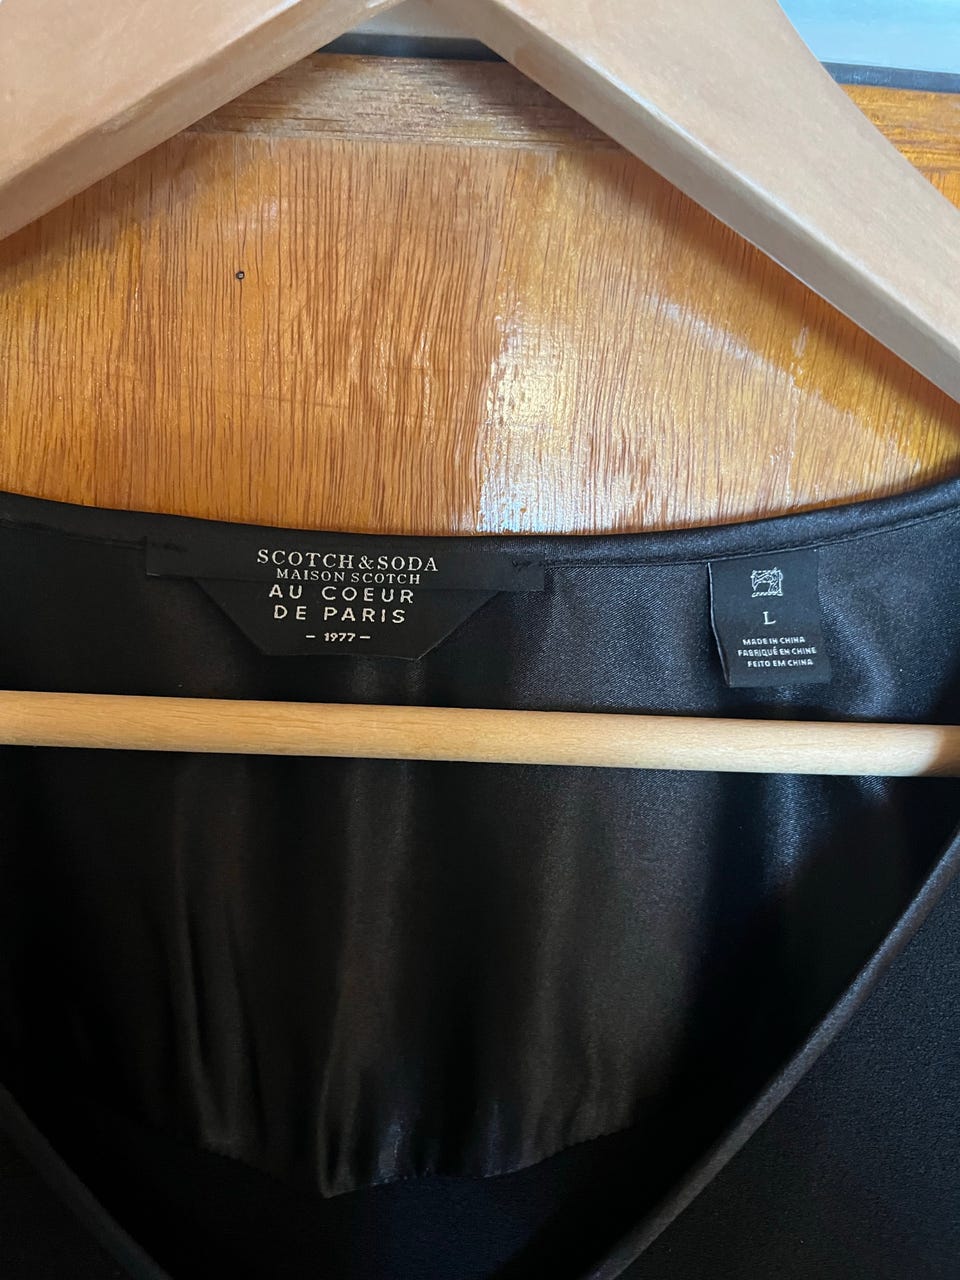 SCOTCH & SODA
MAISON SCOTCH
AU COEUR
DE PARIS
– 1977 –
L
MADE IN CHINA
FABRIQUÉ EN CHINE
FEITO EM CHINA